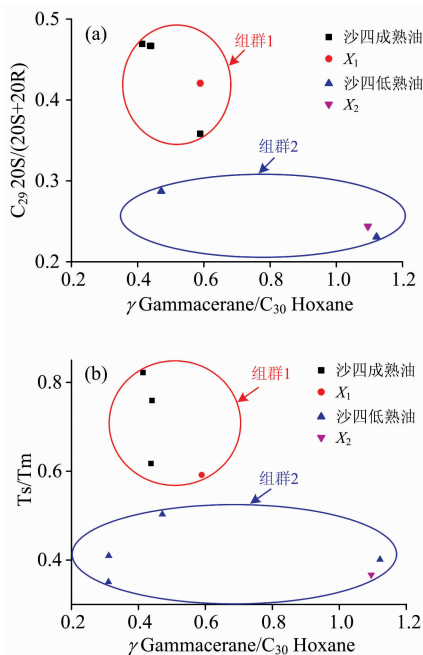 (a)
组群1
沙四成熟油
X₁
沙四低熟油
X₂
组群2
C₂₉ 20S/(20S+20R)
0.5
0.4
0.3
0.2
0.2 0.4 0.6 0.8 1.0 1.2
γ Gammacerane/C₃₀ Hoxane
(b)
组群1
沙四成熟油
X₁
沙四低熟油
X₂
组群2
Ts/Tm
0.8
0.6
0.4
0.2 0.4 0.6 0.8 1.0 1.2
γ Gammacerane/C₃₀ Hoxane